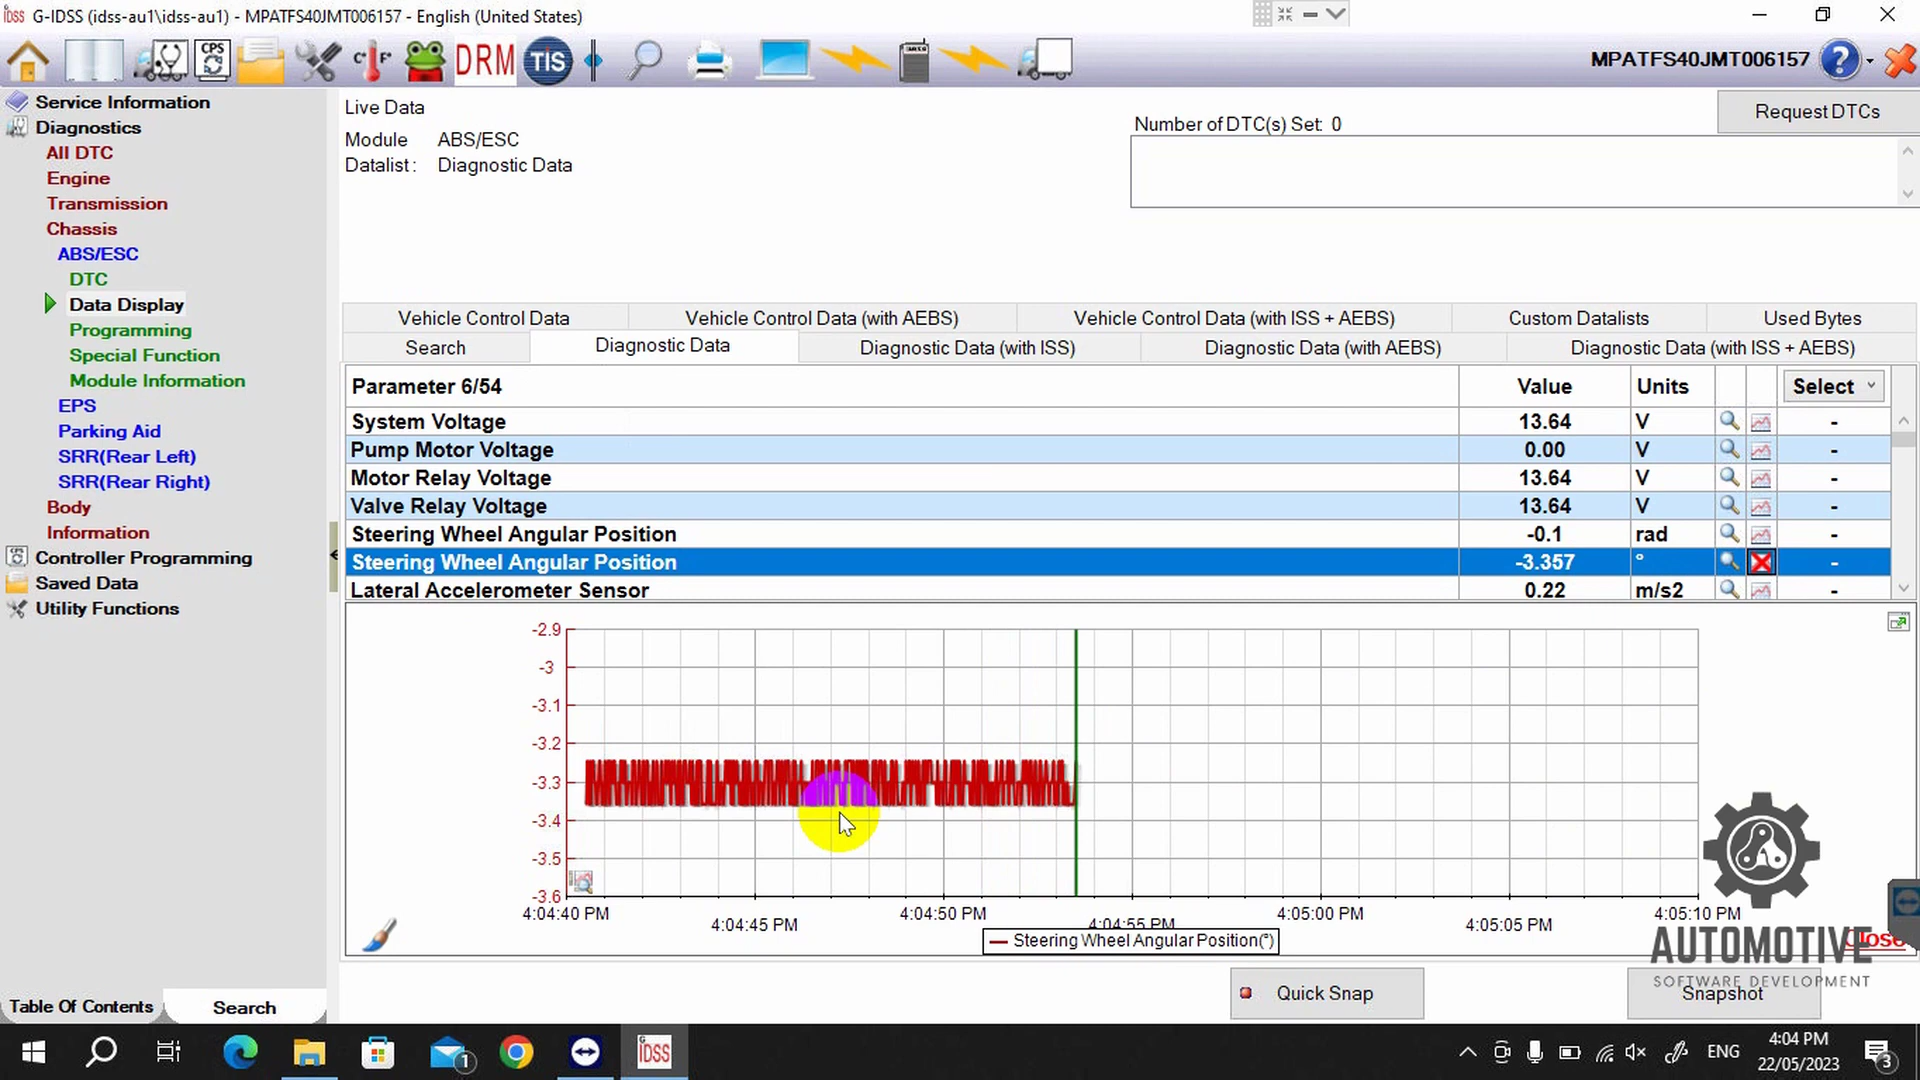 IDSS G-IDSS (idss-au1\idss-au1) - MPATFS40JMT006157 - English (United States)
CPS C°F° DRM TIS MPATFS40JMT006157 ?
Service Information
Diagnostics
All DTC
Engine
Transmission
Chassis
ABS/ESC
DTC
Data Display
Programming
Special Function
Module Information
EPS
Parking Aid
SRR(Rear Left)
SRR(Rear Right)
Body
Information
CPS Controller Programming
Saved Data
Utility Functions
Table Of Contents Search
Live Data
Module ABS/ESC
Datalist : Diagnostic Data
Number of DTC(s) Set: 0
Request DTCs
Vehicle Control Data Vehicle Control Data (with AEBS) Vehicle Control Data (with ISS + AEBS) Custom Datalists Used Bytes
Search Diagnostic Data Diagnostic Data (with ISS) Diagnostic Data (with AEBS) Diagnostic Data (with ISS + AEBS)
Parameter 6/54 Value Units Select
System Voltage 13.64 V -
Pump Motor Voltage 0.00 V -
Motor Relay Voltage 13.64 V -
Valve Relay Voltage 13.64 V -
Steering Wheel Angular Position -0.1 rad -
Steering Wheel Angular Position -3.357 ° -
Lateral Accelerometer Sensor 0.22 m/s2 -
-2.9
-3
-3.1
-3.2
-3.3
-3.4
-3.5
-3.6
4:04:40 PM 4:04:45 PM 4:04:50 PM 4:04:55 PM 4:05:00 PM 4:05:05 PM 4:05:10 PM
Steering Wheel Angular Position(°)
Close
AUTOMOTIVE
SOFTWARE DEVELOPMENT
Quick Snap Snapshot
1 G IDSS ENG 4:04 PM
22/05/2023 3